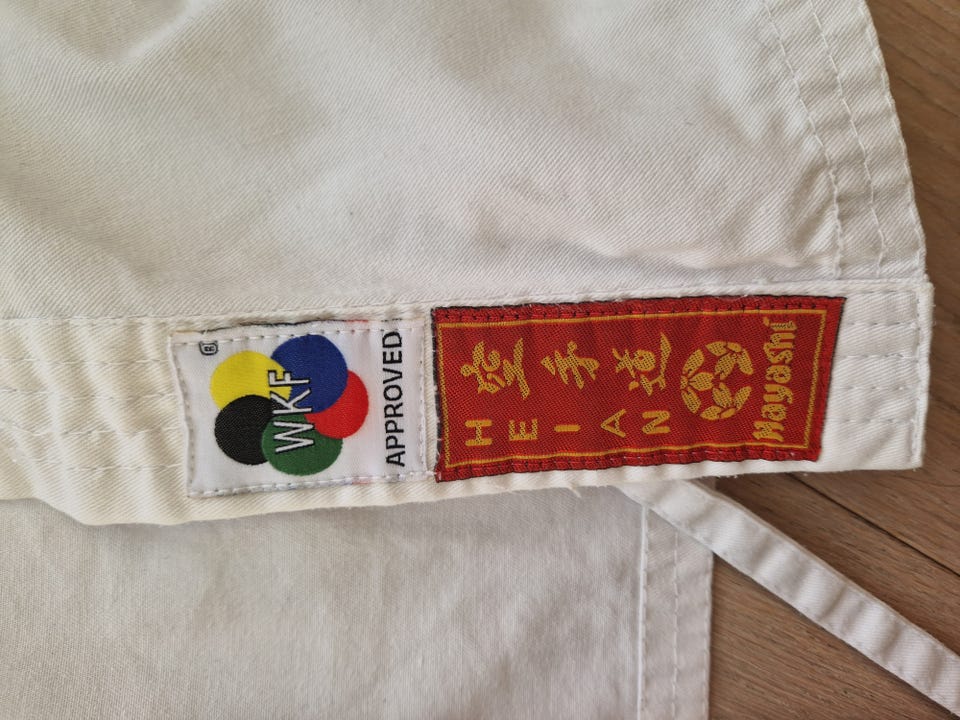 WKF
APPROVED
空手道
HEIAN
Hayashi